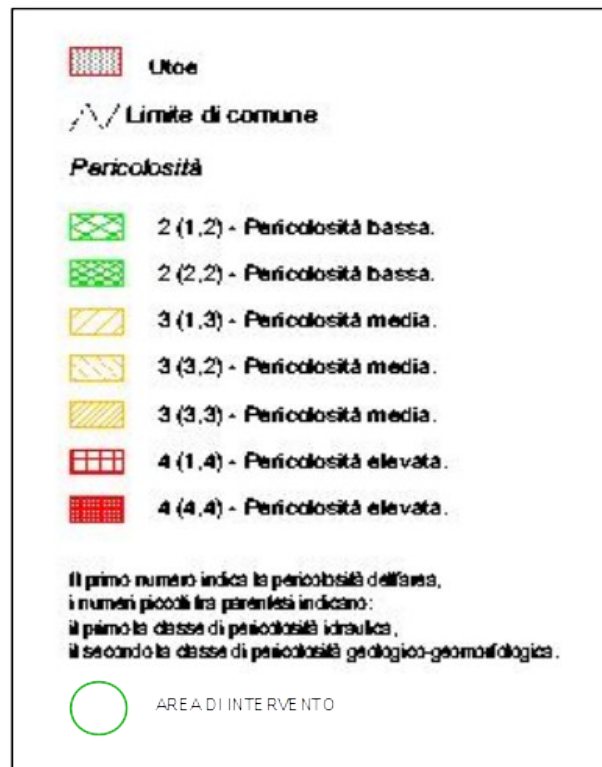 Utoe
Limite di comune
Pericolosità
2 (1,2) - Pericolosità bassa.
2 (2,2) - Pericolosità bassa.
3 (1,3) - Pericolosità media.
3 (3,2) - Pericolosità media.
3 (3,3) - Pericolosità media.
4 (1,4) - Pericolosità elevata.
4 (4,4) - Pericolosità elevata.
Il primo numero indica la pericolosità dell'area,
i numeri piccoli fra parentesi indicano:
il primo la classe di pericolosità idraulica,
il secondo la classe di pericolosità geologico-geomorfologica.
AREA DI INTERVENTO